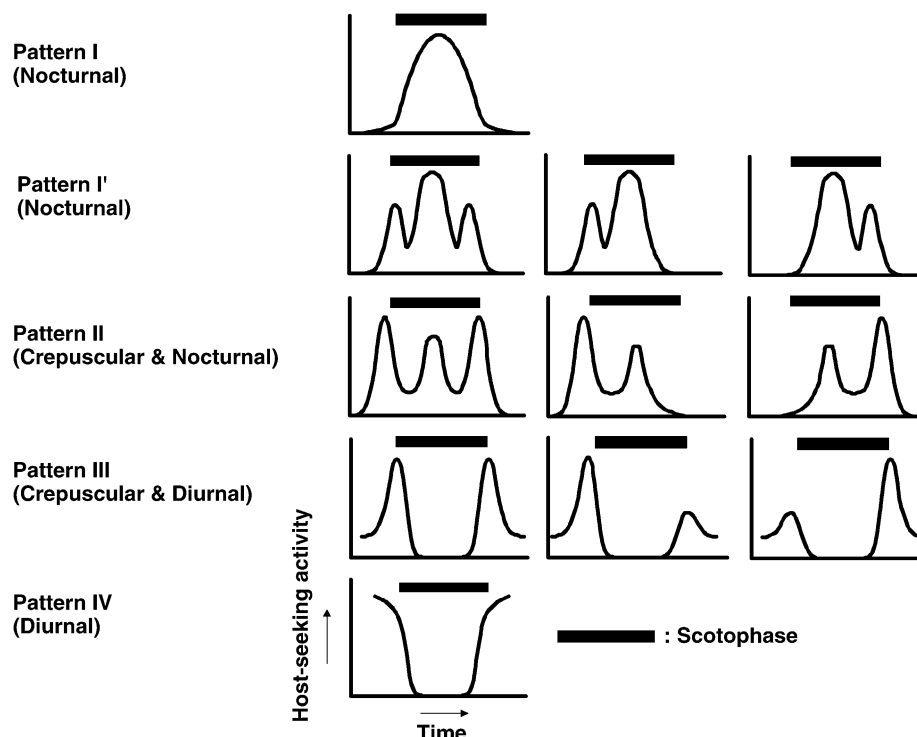 Pattern I
(Nocturnal)
Pattern I'
(Nocturnal)
Pattern II
(Crepuscular & Nocturnal)
Pattern III
(Crepuscular & Diurnal)
Pattern IV
(Diurnal)
Host-seeking activity
: Scotophase
Time